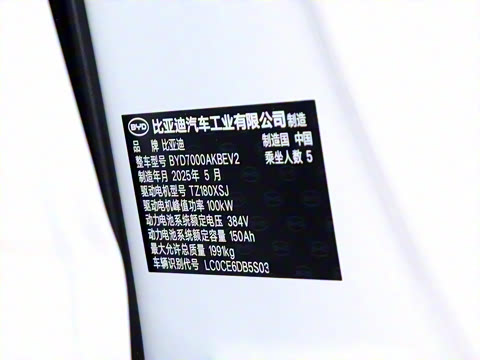 BYD 比亚迪汽车工业有限公司制造
品 牌 比亚迪 制造国 中国
整车型号 BYD7000AKBEV2 乘坐人数 5
制造年月 2025年 5 月
驱动电机型号 TZ180XSJ
驱动电机峰值功率 100kW
动力电池系统额定电压 384V
动力电池系统额定容量 150Ah
最大允许总质量 1991kg
车辆识别代号 LC0CE6DB5S03